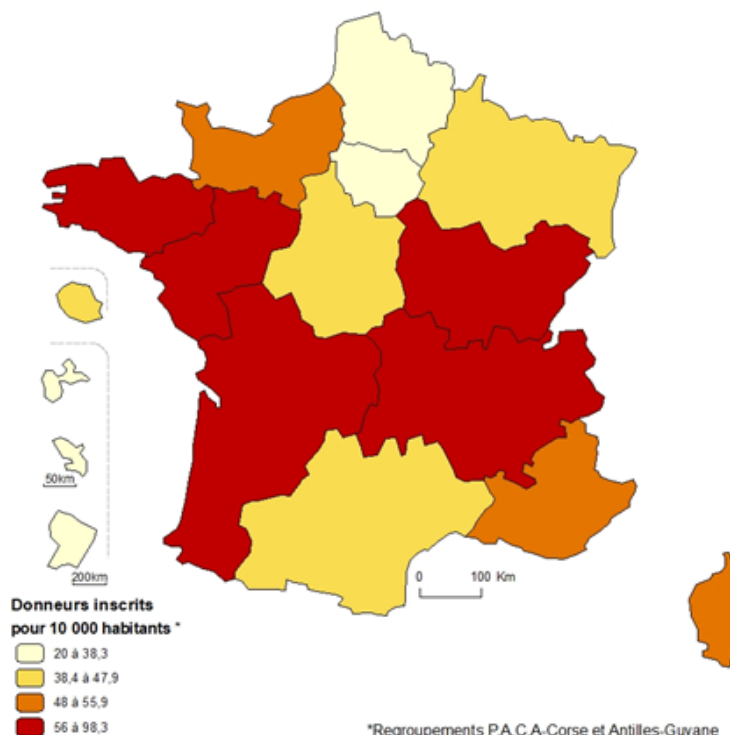 50km
200km
0 100 Km
Donneurs inscrits
pour 10 000 habitants *
20 à 38,3
38,4 à 47,9
48 à 55,9
56 à 98,3
*Regroupements P.A.C.A-Corse et Antilles-Guyane